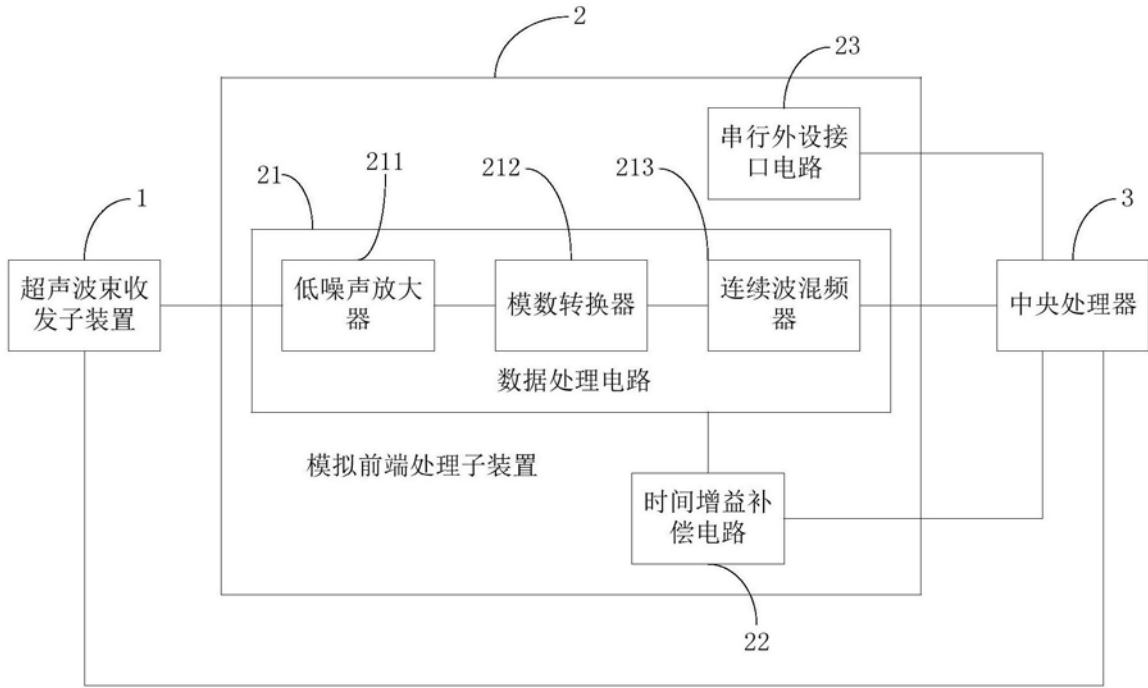 2
23
串行外设接
口电路
211
212
213
21
1
3
超声波束收
发子装置
低噪声放大
器
模数转换器
连续波混频
器
中央处理器
数据处理电路
模拟前端处理子装置
时间增益补
偿电路
22